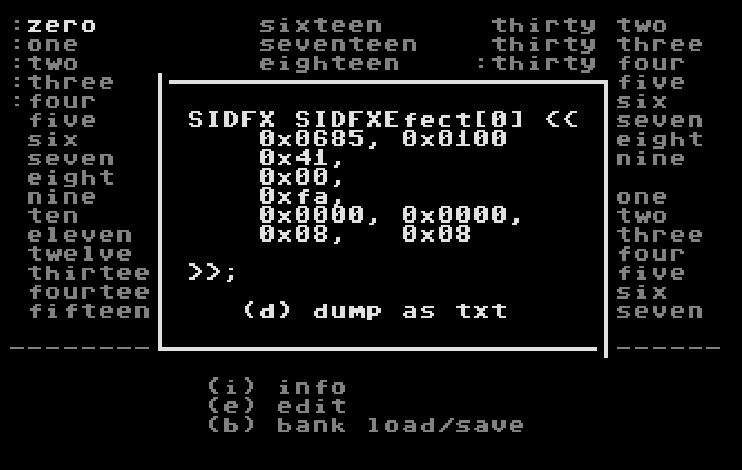 :zero sixteen thirty two
:one seventeen thirty three
:two eighteen :thirty four
:three five
:four six
five SIDFX SIDFXEfect[0] << seven
six 0x0685, 0x0100 eight
seven 0x41, nine
eight 0x00,
nine 0xfa, one
ten 0x0000, 0x0000, two
eleven 0x08, 0x08 three
twelve four
thirtee >>; five
fourtee six
fifteen (d) dump as txt seven
-------- ------
(i) info
(e) edit
(b) bank load/save